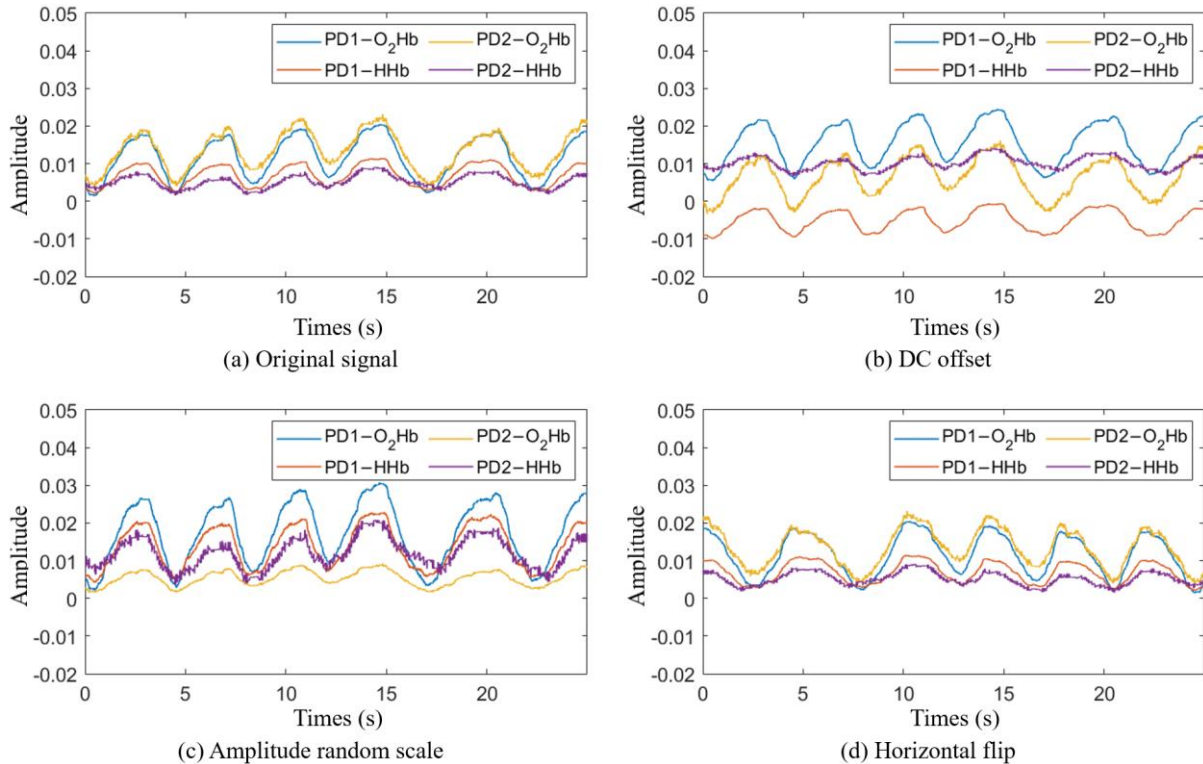 0.05
0.04
0.03
0.02
0.01
0
-0.01
-0.02
Amplitude
PD1−O2Hb PD2−O2Hb
PD1−HHb PD2−HHb
0 5 10 15 20
Times (s)
(a) Original signal
0.05
0.04
0.03
0.02
0.01
0
-0.01
-0.02
Amplitude
PD1−O2Hb PD2−O2Hb
PD1−HHb PD2−HHb
0 5 10 15 20
Times (s)
(b) DC offset
0.05
0.04
0.03
0.02
0.01
0
-0.01
-0.02
Amplitude
PD1−O2Hb PD2−O2Hb
PD1−HHb PD2−HHb
0 5 10 15 20
Times (s)
(c) Amplitude random scale
0.05
0.04
0.03
0.02
0.01
0
-0.01
-0.02
Amplitude
PD1−O2Hb PD2−O2Hb
PD1−HHb PD2−HHb
0 5 10 15 20
Times (s)
(d) Horizontal flip